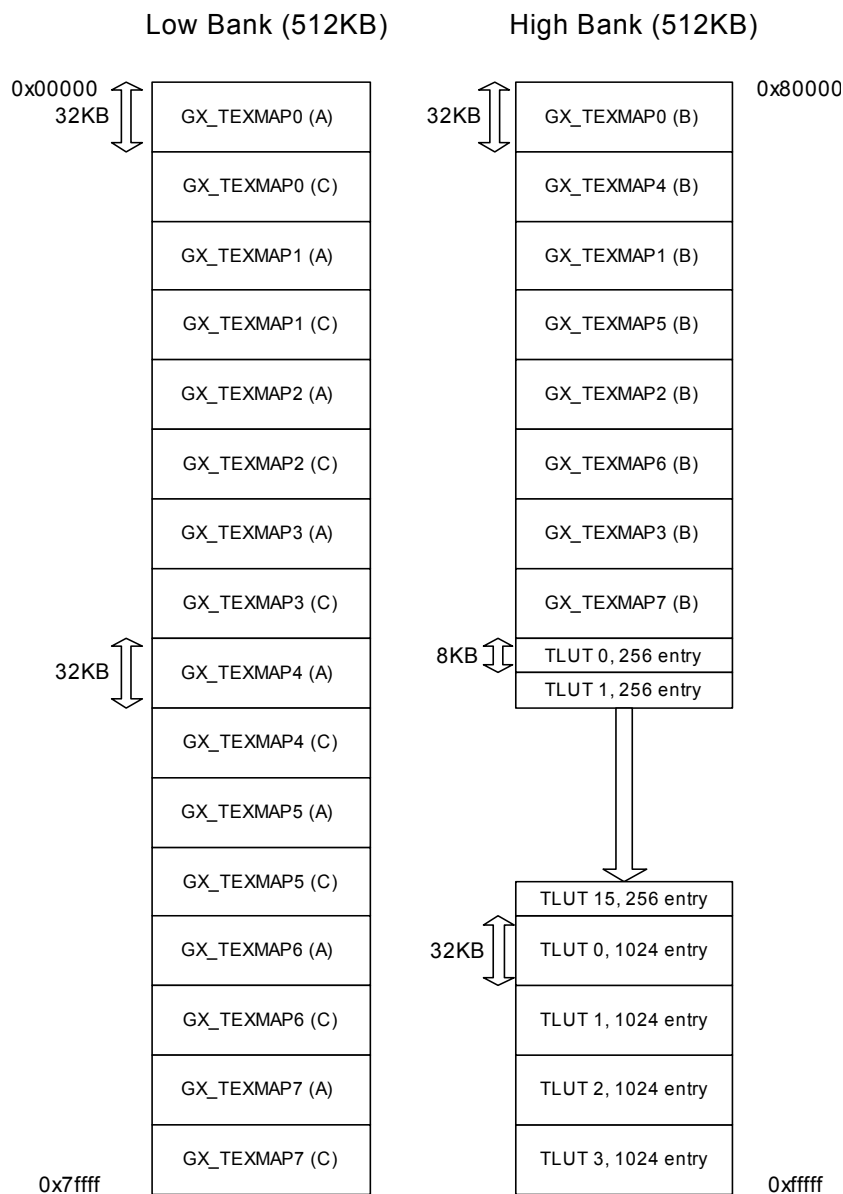 Low Bank (512KB)
High Bank (512KB)
0x00000
32KB
GX_TEXMAP0 (A)
GX_TEXMAP0 (C)
GX_TEXMAP1 (A)
GX_TEXMAP1 (C)
GX_TEXMAP2 (A)
GX_TEXMAP2 (C)
GX_TEXMAP3 (A)
GX_TEXMAP3 (C)
32KB
GX_TEXMAP4 (A)
GX_TEXMAP4 (C)
GX_TEXMAP5 (A)
GX_TEXMAP5 (C)
GX_TEXMAP6 (A)
GX_TEXMAP6 (C)
GX_TEXMAP7 (A)
GX_TEXMAP7 (C)
0x7ffff
0x80000
32KB
GX_TEXMAP0 (B)
GX_TEXMAP4 (B)
GX_TEXMAP1 (B)
GX_TEXMAP5 (B)
GX_TEXMAP2 (B)
GX_TEXMAP6 (B)
GX_TEXMAP3 (B)
GX_TEXMAP7 (B)
8KB
TLUT 0, 256 entry
TLUT 1, 256 entry
TLUT 15, 256 entry
32KB
TLUT 0, 1024 entry
TLUT 1, 1024 entry
TLUT 2, 1024 entry
TLUT 3, 1024 entry
0xfffff